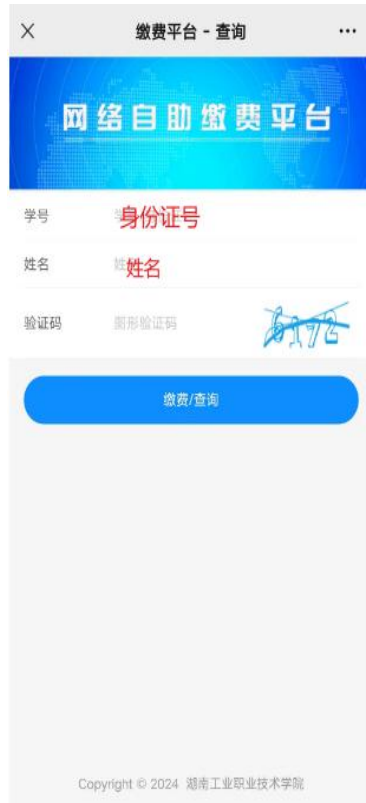 缴费平台 - 查询
网络自助缴费平台
学号 身份证号
姓名 姓名
验证码 图形验证码 6172
缴费/查询
Copyright © 2024 湖南工业职业技术学院